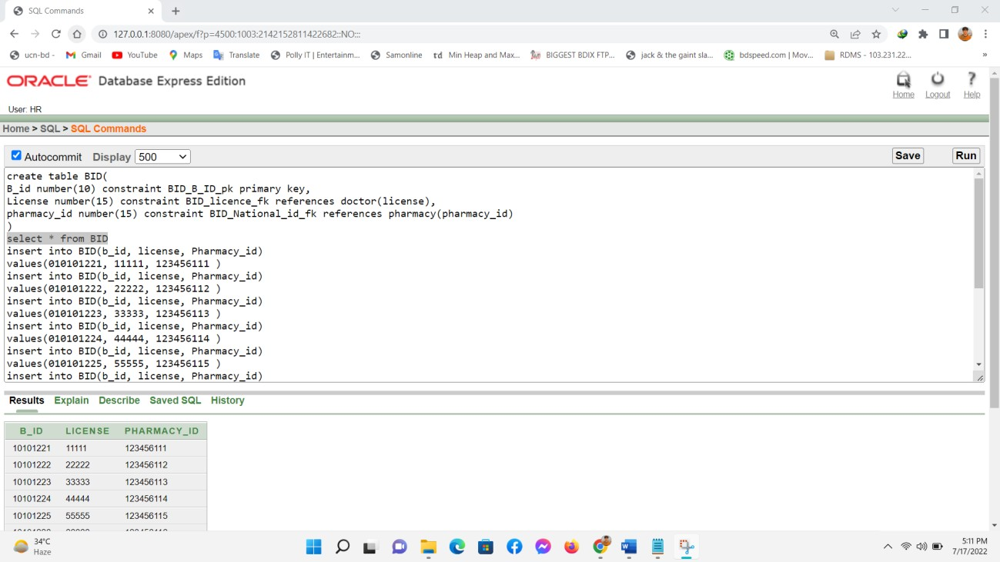 SQL Commands
127.0.0.1:8080/apex/f?p=4500:1003:2142152811422682::NO:::
ucn-bd - Gmail YouTube Maps Translate Polly IT | Entertainm... Samonline td Min Heap and Max... BIGGEST BDIX FTP... jack & the gaint sla... bdspeed.com | Mov... RDMS - 103.231.22... »
ORACLE Database Express Edition
Home Logout Help
User: HR
Home > SQL > SQL Commands
Autocommit Display 500 Save Run
create table BID(
B_id number(10) constraint BID_B_ID_pk primary key,
License number(15) constraint BID_licence_fk references doctor(license),
pharmacy_id number(15) constraint BID_National_id_fk references pharmacy(pharmacy_id)
)
select * from BID
insert into BID(b_id, license, Pharmacy_id)
values(010101221, 11111, 123456111 )
insert into BID(b_id, license, Pharmacy_id)
values(010101222, 22222, 123456112 )
insert into BID(b_id, license, Pharmacy_id)
values(010101223, 33333, 123456113 )
insert into BID(b_id, license, Pharmacy_id)
values(010101224, 44444, 123456114 )
insert into BID(b_id, license, Pharmacy_id)
values(010101225, 55555, 123456115 )
insert into BID(b_id, license, Pharmacy_id)
Results Explain Describe Saved SQL History
B_ID LICENSE PHARMACY_ID
10101221 11111 123456111
10101222 22222 123456112
10101223 33333 123456113
10101224 44444 123456114
10101225 55555 123456115
34°C
Haze
5:11 PM
7/17/2022